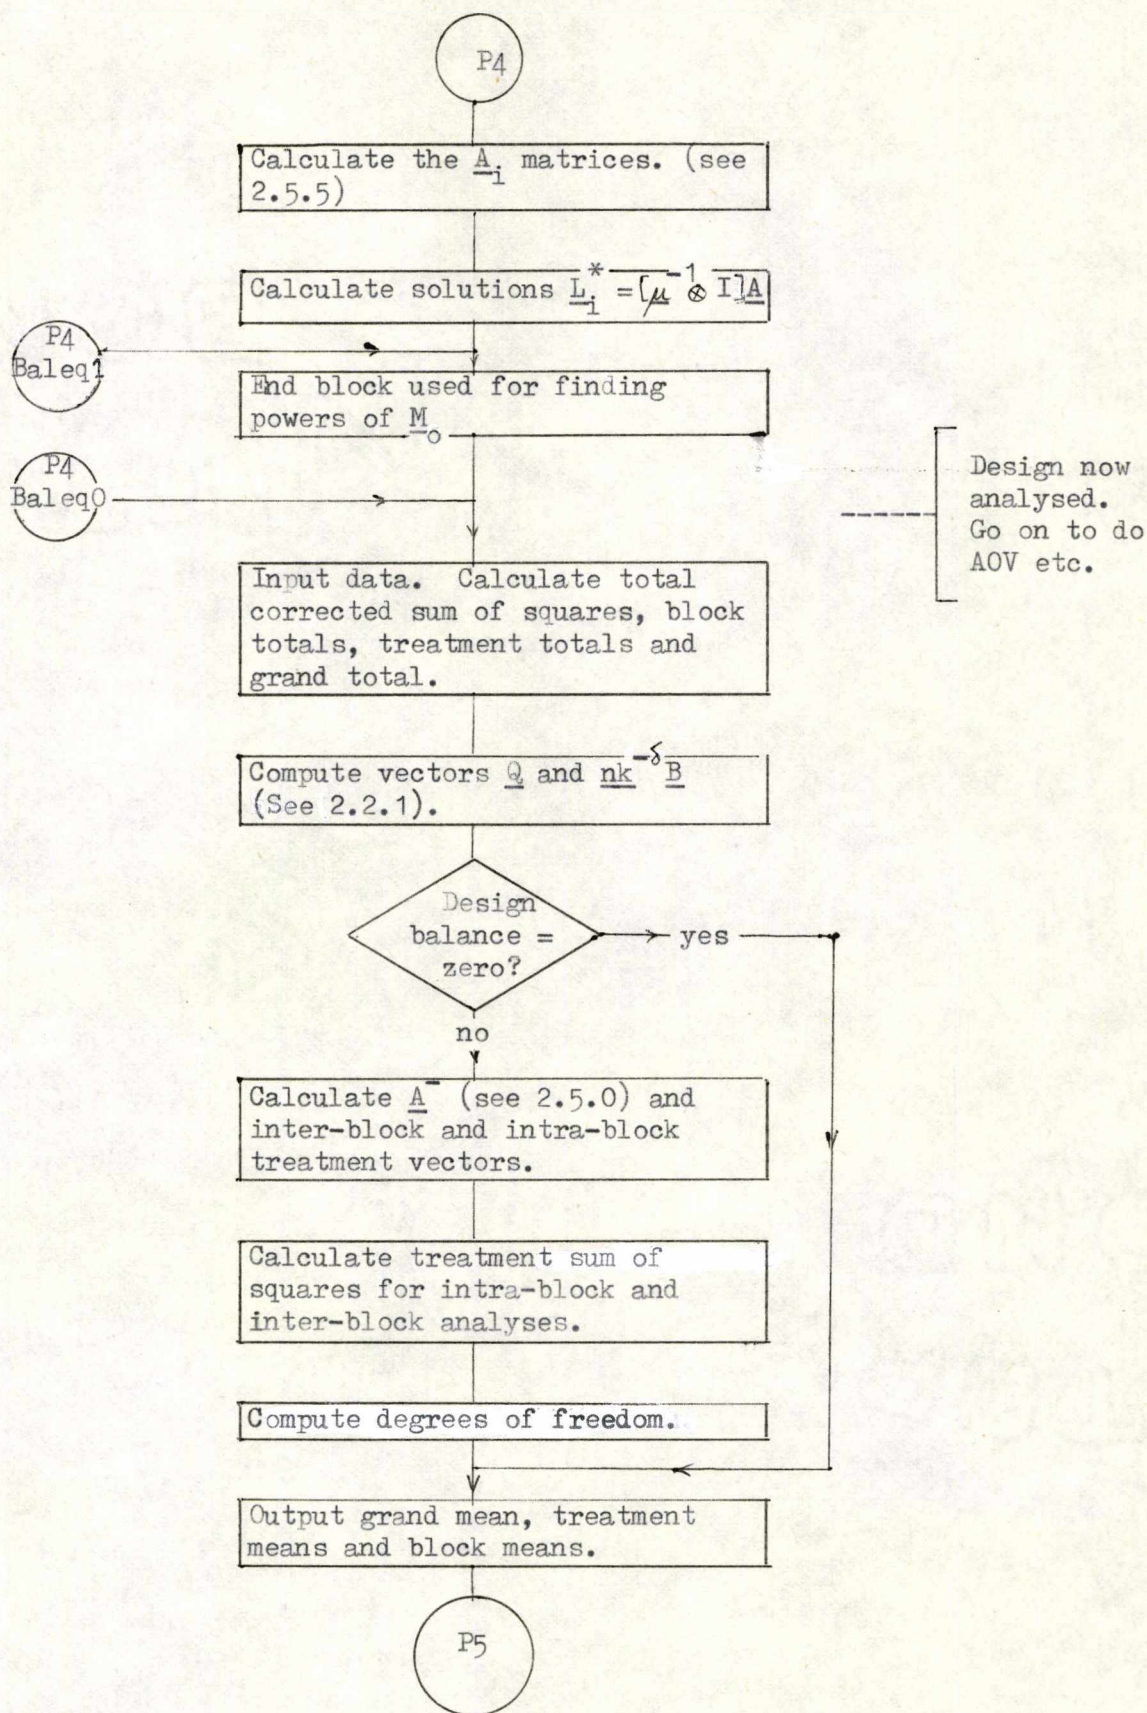 P4
Calculate the A_i matrices. (see
2.5.5)
Calculate solutions L_i^* = [μ^-1 ⊗ I]A
P4
Baleq1
End block used for finding
powers of M_o
P4
Baleq0
Design now
analysed.
Go on to do
AOV etc.
Input data. Calculate total
corrected sum of squares, block
totals, treatment totals and
grand total.
Compute vectors Q and nk^-δ B
(See 2.2.1).
Design
balance =
zero?
yes
no
Calculate A^- (see 2.5.0) and
inter-block and intra-block
treatment vectors.
Calculate treatment sum of
squares for intra-block and
inter-block analyses.
Compute degrees of freedom.
Output grand mean, treatment
means and block means.
P5